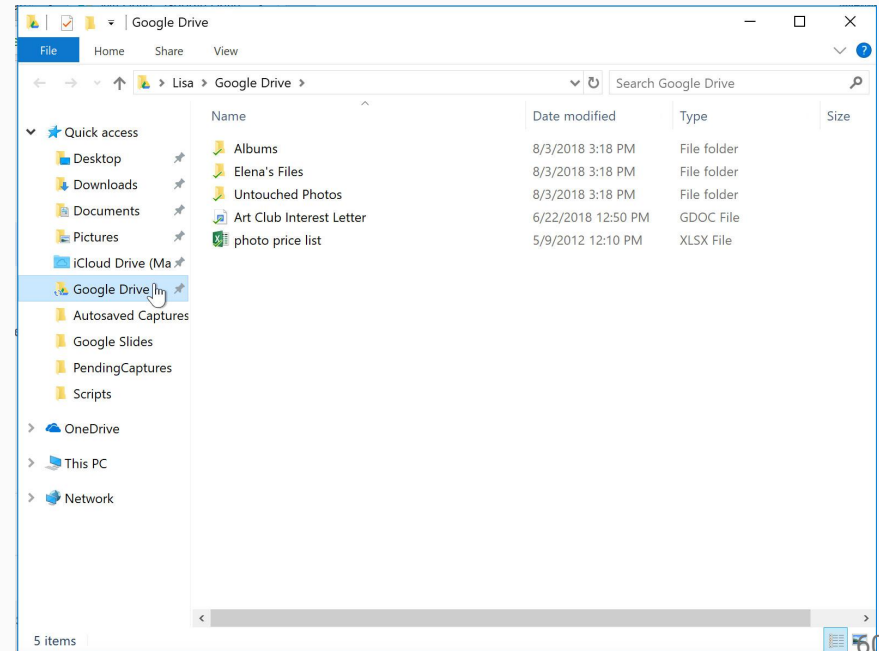 Google Drive
File Home Share View
Lisa > Google Drive > Search Google Drive
Name Date modified Type Size
Quick access
Desktop
Downloads
Documents
Pictures
iCloud Drive (Ma
Google Drive
Autosaved Captures
Google Slides
PendingCaptures
Scripts
OneDrive
This PC
Network
Albums 8/3/2018 3:18 PM File folder
Elena's Files 8/3/2018 3:18 PM File folder
Untouched Photos 8/3/2018 3:18 PM File folder
Art Club Interest Letter 6/22/2018 12:50 PM GDOC File
photo price list 5/9/2012 12:10 PM XLSX File
5 items